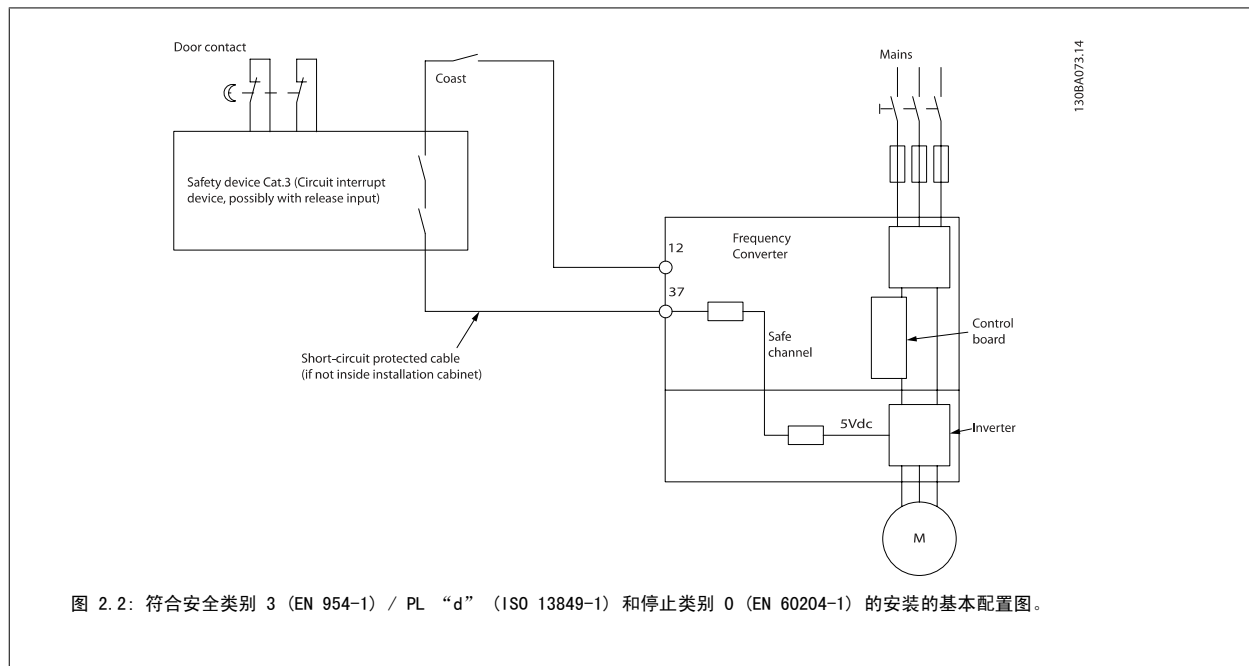 Door contact
Coast
Mains
130BA073.14
Safety device Cat.3 (Circuit interrupt
device, possibly with release input)
12
Frequency
Converter
37
Safe
channel
Control
board
Short-circuit protected cable
(if not inside installation cabinet)
5Vdc
Inverter
M
图 2.2: 符合安全类别 3 (EN 954-1) / PL “d” (ISO 13849-1) 和停止类别 0 (EN 60204-1) 的安装的基本配置图。